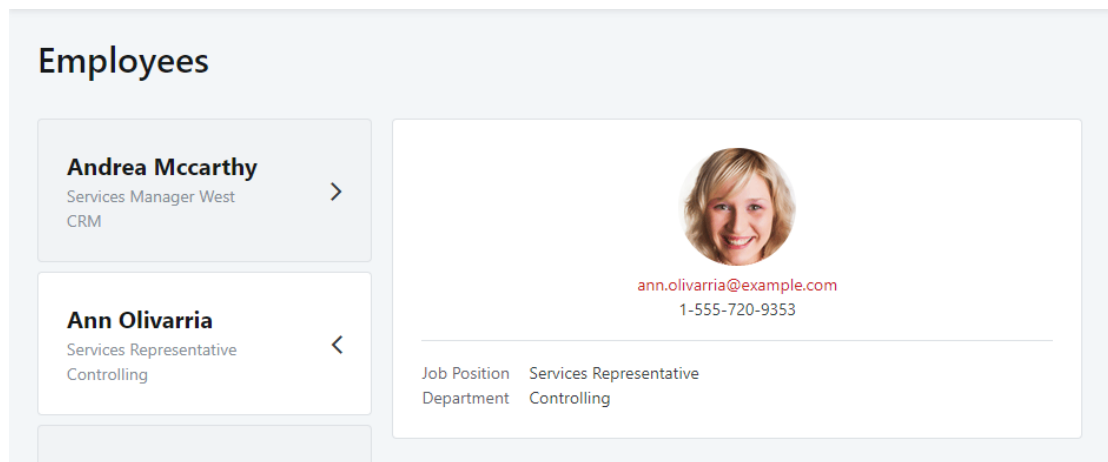 Employees
Andrea Mccarthy
Services Manager West
CRM
Ann Olivarria
Services Representative
Controlling
ann.olivarria@example.com
1-555-720-9353
Job Position Services Representative
Department Controlling